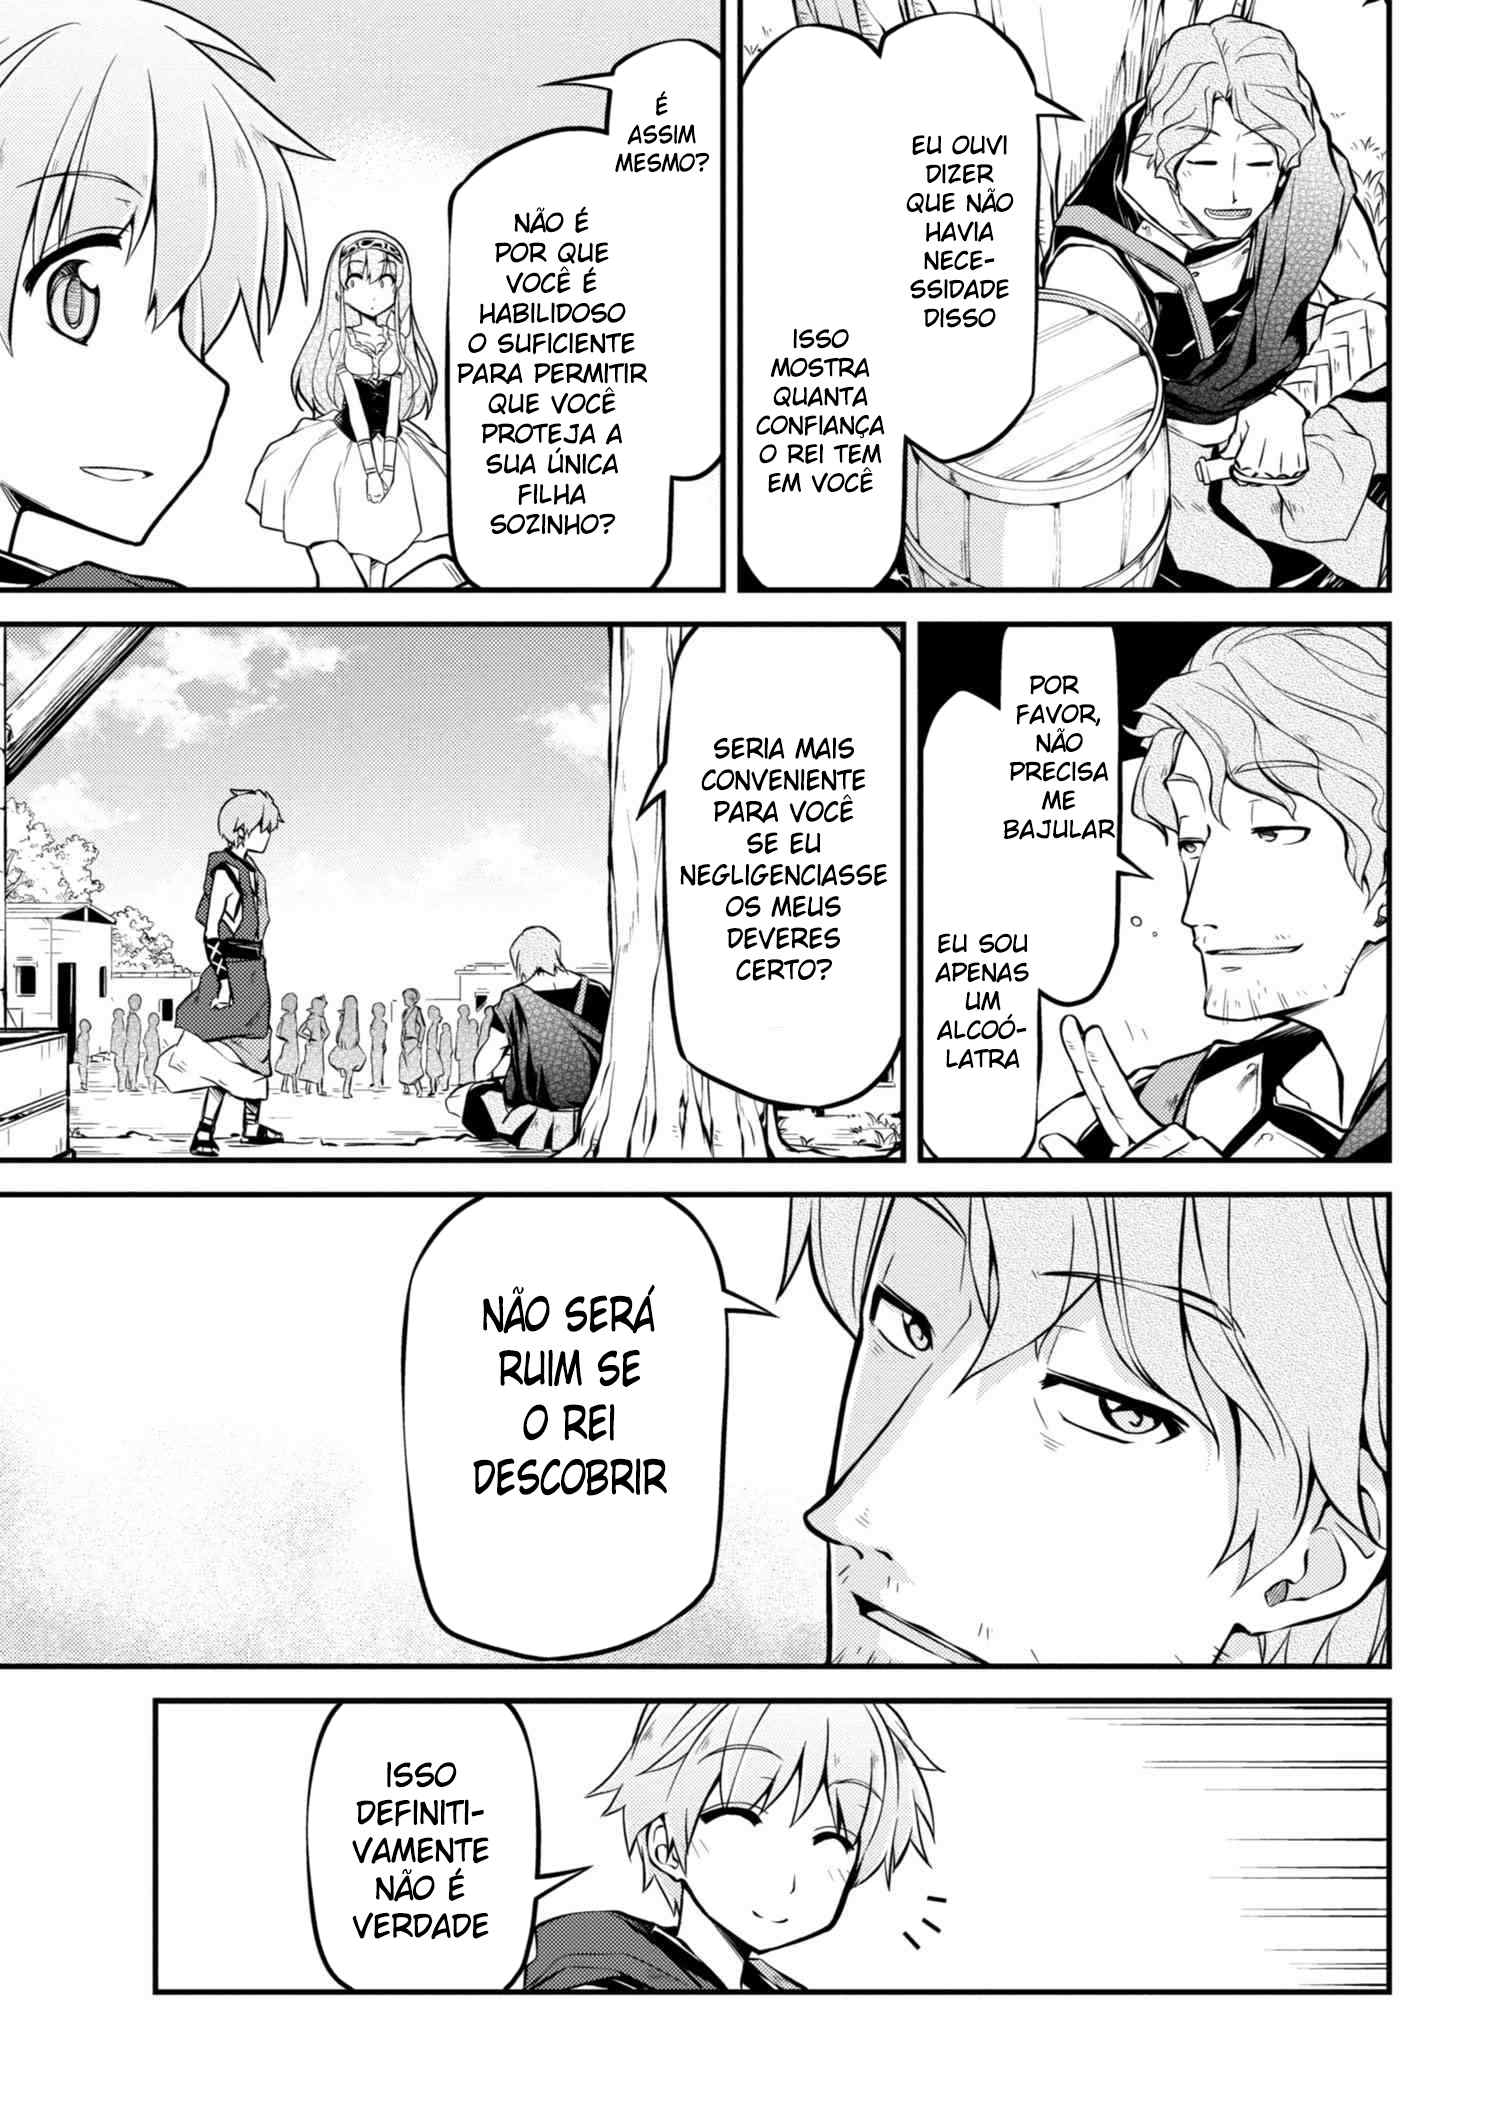 EU OUVI
DIZER
QUE NÃO
HAVIA
NECE-
SSIDADE
DISSO
ISSO
MOSTRA
QUANTA
CONFIANÇA
O REI TEM
EM VOCÊ
É
ASSIM
MESMO?
NÃO É
POR QUE
VOCÊ É
HABILIDOSO
O SUFICIENTE
PARA PERMITIR
QUE VOCÊ
PROTEJA A
SUA ÚNICA
FILHA
SOZINHO?
POR
FAVOR,
NÃO
PRECISA
ME
BAJULAR
EU SOU
APENAS
UM
ALCOÓ-
LATRA
SERIA MAIS
CONVENIENTE
PARA VOCÊ
SE EU
NEGLIGENCIASSE
OS MEUS
DEVERES
CERTO?
NÃO SERÁ
RUIM SE
O REI
DESCOBRIR
ISSO
DEFINITI-
VAMENTE
NÃO É
VERDADE